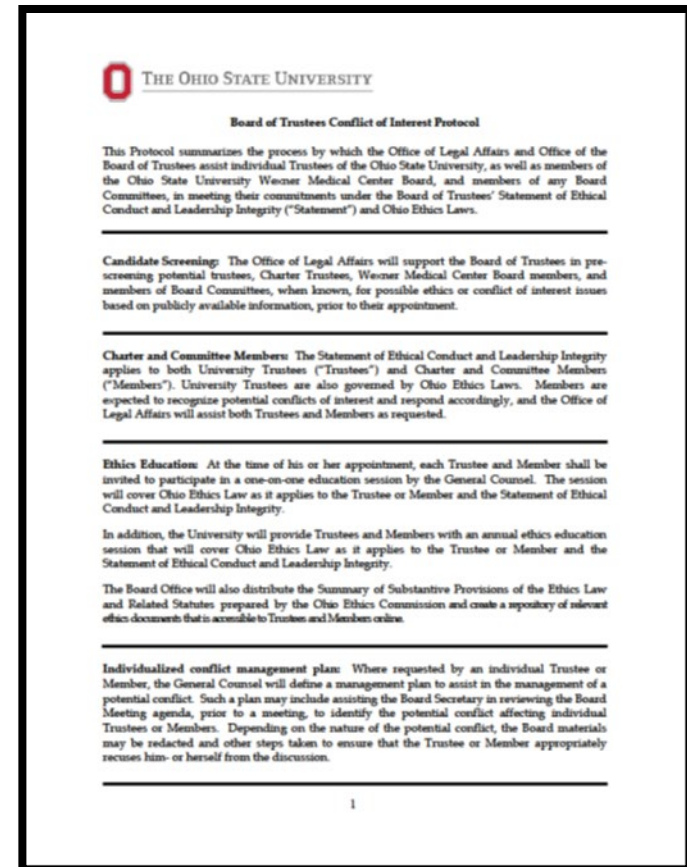 THE OHIO STATE UNIVERSITY
Board of Trustees Conflict of Interest Protocol
This Protocol summarizes the process by which the Office of Legal Affairs and Office of the
Board of Trustees assist individual Trustees of the Ohio State University, as well as members of
the Ohio State University Wexner Medical Center Board, and members of any Board
Committees, in meeting their commitments under the Board of Trustees' Statement of Ethical
Conduct and Leadership Integrity ("Statement") and Ohio Ethics Laws.
Candidate Screening: The Office of Legal Affairs will support the Board of Trustees in pre-
screening potential trustees, Charter Trustees, Wexner Medical Center Board members, and
members of Board Committees, when known, for possible ethics or conflict of interest issues
based on publicly available information, prior to their appointment.
Charter and Committee Members: The Statement of Ethical Conduct and Leadership Integrity
applies to both University Trustees ("Trustees") and Charter and Committee Members
("Members"). University Trustees are also governed by Ohio Ethics Laws. Members are
expected to recognize potential conflicts of interest and respond accordingly, and the Office of
Legal Affairs will assist both Trustees and Members as requested.
Ethics Education: At the time of his or her appointment, each Trustee and Member shall be
invited to participate in a one-on-one education session by the General Counsel. The session
will cover Ohio Ethics Law as it applies to the Trustee or Member and the Statement of Ethical
Conduct and Leadership Integrity.
In addition, the University will provide Trustees and Members with an annual ethics education
session that will cover Ohio Ethics Law as it applies to the Trustee or Member and the
Statement of Ethical Conduct and Leadership Integrity.
The Board Office will also distribute the Summary of Substantive Provisions of the Ethics Law
and Related Statutes prepared by the Ohio Ethics Commission and create a repository of relevant
ethics documents that is accessible to Trustees and Members online.
Individualized conflict management plan: Where requested by an individual Trustee or
Member, the General Counsel will define a management plan to assist in the management of a
potential conflict. Such a plan may include assisting the Board Secretary in reviewing the Board
Meeting agenda, prior to a meeting, to identify the potential conflict affecting individual
Trustees or Members. Depending on the nature of the potential conflict, the Board materials
may be redacted and other steps taken to ensure that the Trustee or Member appropriately
recuses him- or herself from the discussion.
1